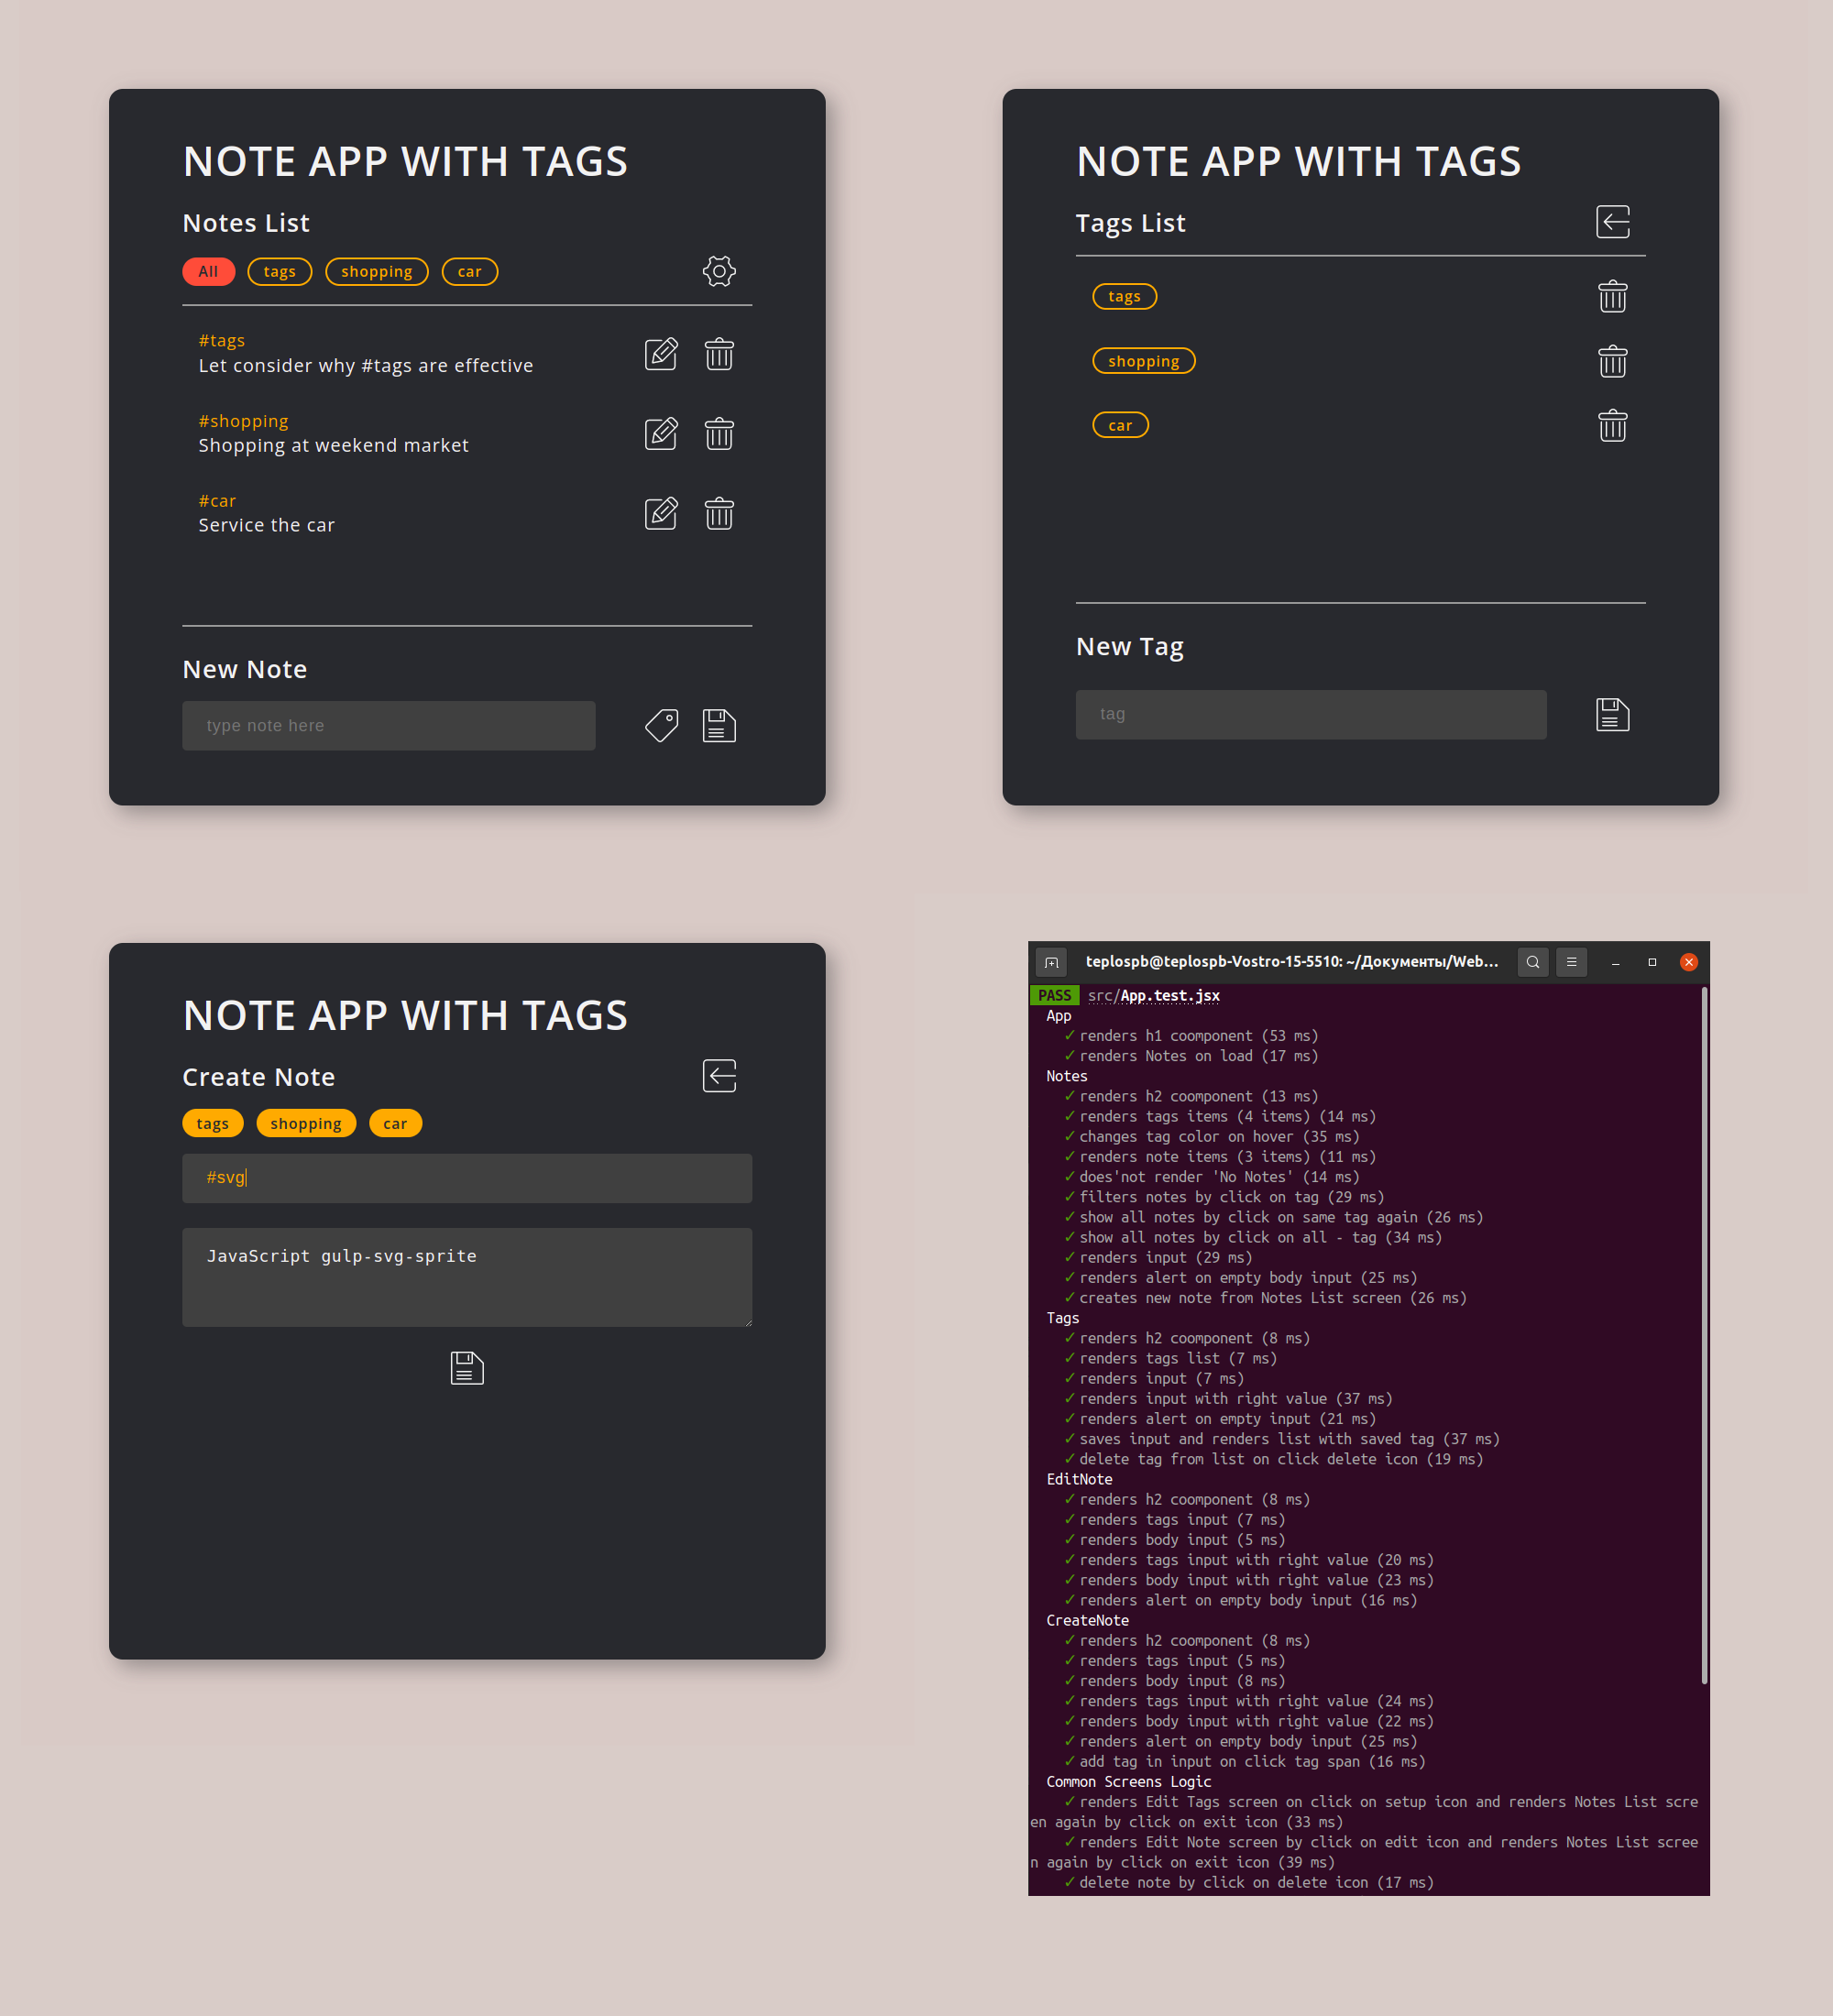 NOTE APP WITH TAGS
Notes List
All tags shopping car
#tags
Let consider why #tags are effective
#shopping
Shopping at weekend market
#car
Service the car
New Note
type note here
NOTE APP WITH TAGS
Tags List
tags
shopping
car
New Tag
tag
NOTE APP WITH TAGS
Create Note
tags shopping car
#svg
JavaScript gulp-svg-sprite
teplospb@teplospb-Vostro-15-5510: ~/Документы/Web...
PASS src/App.test.jsx
App
✓ renders h1 coomponent (53 ms)
✓ renders Notes on load (17 ms)
Notes
✓ renders h2 coomponent (13 ms)
✓ renders tags items (4 items) (14 ms)
✓ changes tag color on hover (35 ms)
✓ renders note items (3 items) (11 ms)
✓ does'not render 'No Notes' (14 ms)
✓ filters notes by click on tag (29 ms)
✓ show all notes by click on same tag again (26 ms)
✓ show all notes by click on all - tag (34 ms)
✓ renders input (29 ms)
✓ renders alert on empty body input (25 ms)
✓ creates new note from Notes List screen (26 ms)
Tags
✓ renders h2 coomponent (8 ms)
✓ renders tags list (7 ms)
✓ renders input (7 ms)
✓ renders input with right value (37 ms)
✓ renders alert on empty input (21 ms)
✓ saves input and renders list with saved tag (37 ms)
✓ delete tag from list on click delete icon (19 ms)
EditNote
✓ renders h2 coomponent (8 ms)
✓ renders tags input (7 ms)
✓ renders body input (5 ms)
✓ renders tags input with right value (20 ms)
✓ renders body input with right value (23 ms)
✓ renders alert on empty body input (16 ms)
CreateNote
✓ renders h2 coomponent (8 ms)
✓ renders tags input (5 ms)
✓ renders body input (8 ms)
✓ renders tags input with right value (24 ms)
✓ renders body input with right value (22 ms)
✓ renders alert on empty body input (25 ms)
✓ add tag in input on click tag span (16 ms)
Common Screens Logic
✓ renders Edit Tags screen on click on setup icon and renders Notes List scre
en again by click on exit icon (33 ms)
✓ renders Edit Note screen by click on edit icon and renders Notes List scree
n again by click on exit icon (39 ms)
✓ delete note by click on delete icon (17 ms)